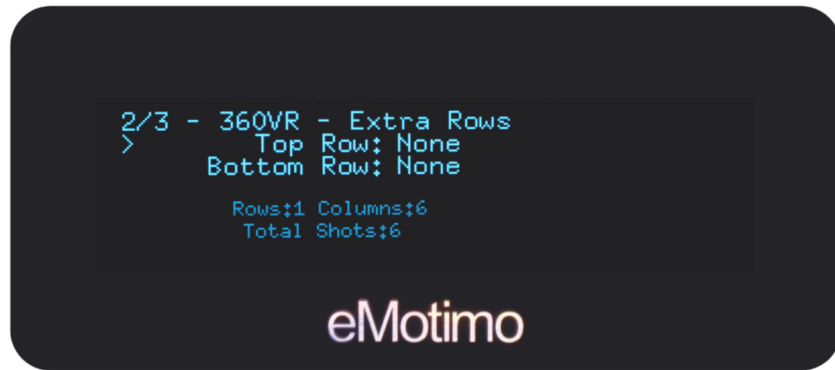 2/3 - 360VR - Extra Rows
> Top Row: None
Bottom Row: None
Rows:1 Columns:6
Total Shots:6
eMotimo